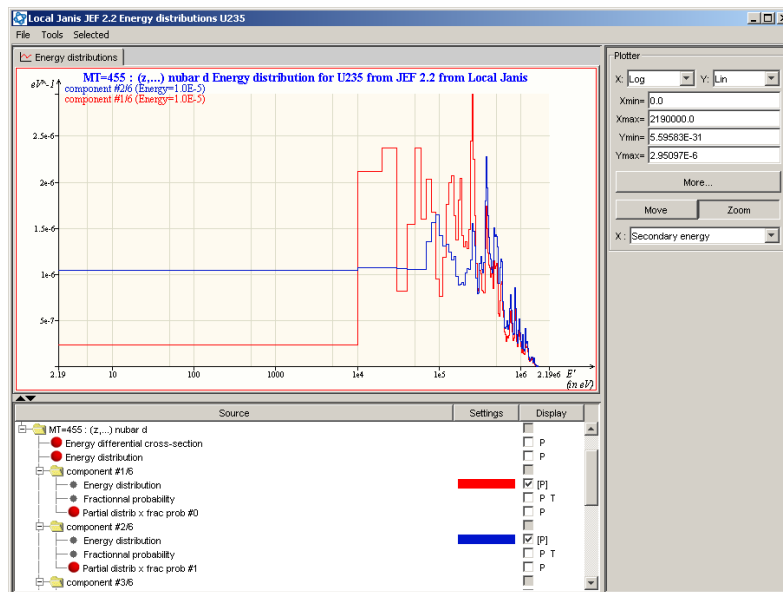 Local Janis JEF 2.2 Energy distributions U235
File Tools Selected
Energy distributions
MT=455 : (z,...) nubar d Energy distribution for U235 from JEF 2.2 from Local Janis
eV^-1
component #2/6 (Energy=1.0E-5)
component #1/6 (Energy=1.0E-5)
2.5e-6
2e-6
1.5e-6
1e-6
5e-7
2.19 10 100 1000 1e4 1e5 1e6 2.19e6 E'
(in eV)
Plotter
X: Log Y: Lin
Xmin= 0.0
Xmax= 2190000.0
Ymin= 5.59583E-31
Ymax= 2.95097E-6
More...
Move Zoom
X : Secondary energy
Source Settings Display
MT=455 : (z,...) nubar d
Energy differential cross-section P
Energy distribution P
component #1/6
Energy distribution [P]
Fractionnal probability P T
Partial distrib x frac prob #0 P
component #2/6
Energy distribution [P]
Fractionnal probability P T
Partial distrib x frac prob #1 P
component #3/6